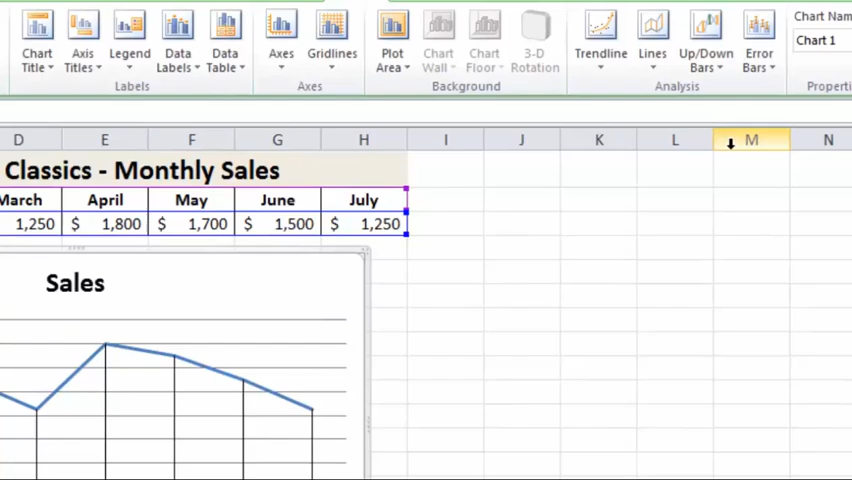 Chart Name
Chart Axis Legend Data Data Axes Gridlines Plot Chart Chart 3-D Trendline Lines Up/Down Error Chart 1
Title Titles Labels Table Area Wall Floor Rotation Bars Bars
Labels Axes Background Analysis Properti
D E F G H I J K L M N
Classics - Monthly Sales
March April May June July
1,250 $ 1,800 $ 1,700 $ 1,500 $ 1,250
Sales